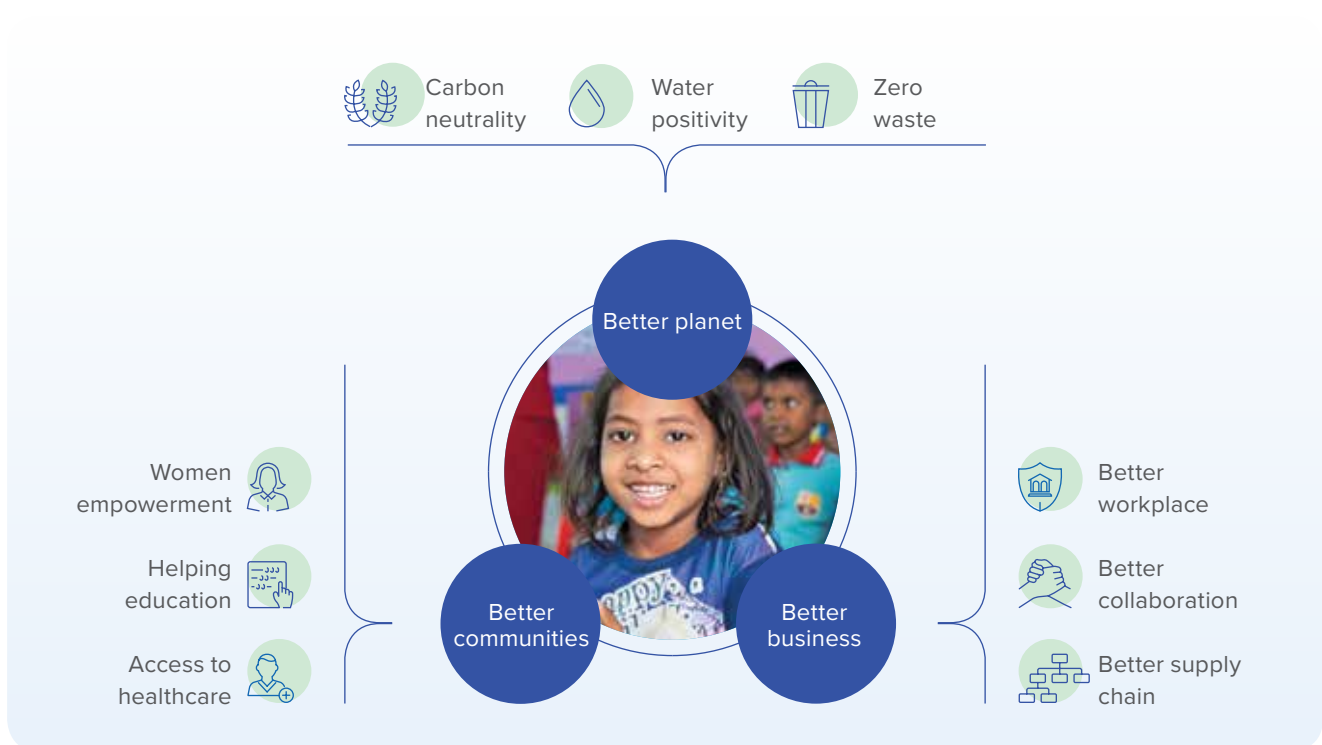 Carbon
neutrality
Water
positivity
Zero
waste
Better planet
Women
empowerment
Helping
education
Access to
healthcare
Better
communities
Better
business
Better
workplace
Better
collaboration
Better supply
chain